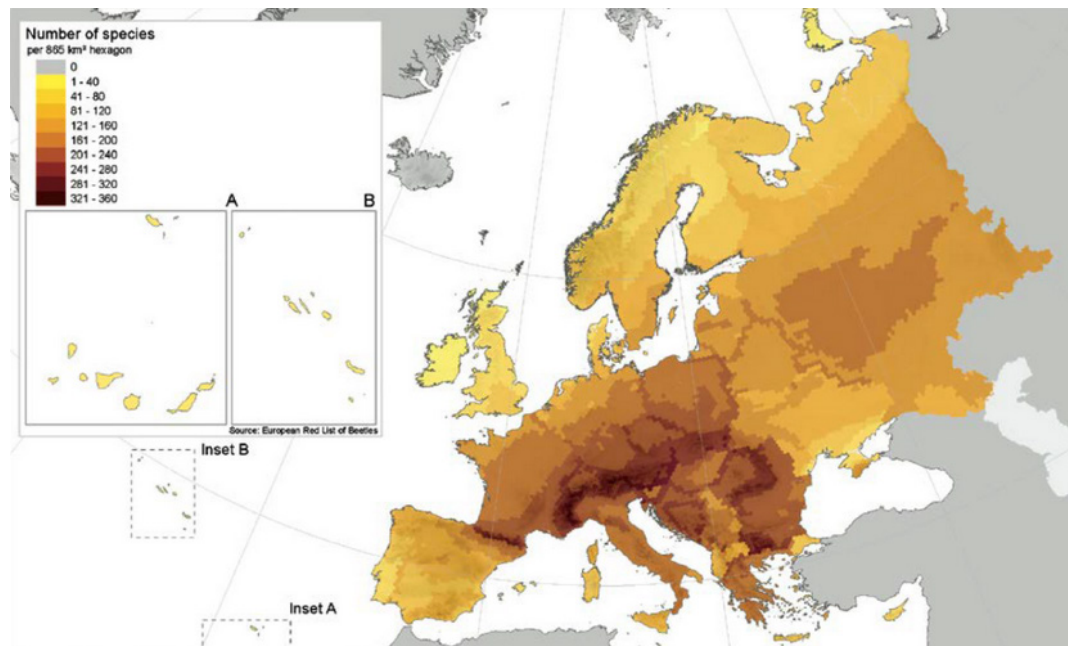 Number of species
per 865 km² hexagon
0
1 - 40
41 - 80
81 - 120
121 - 160
161 - 200
201 - 240
241 - 280
281 - 320
321 - 360
A
B
Source: European Red List of Beetles
Inset B
Inset A